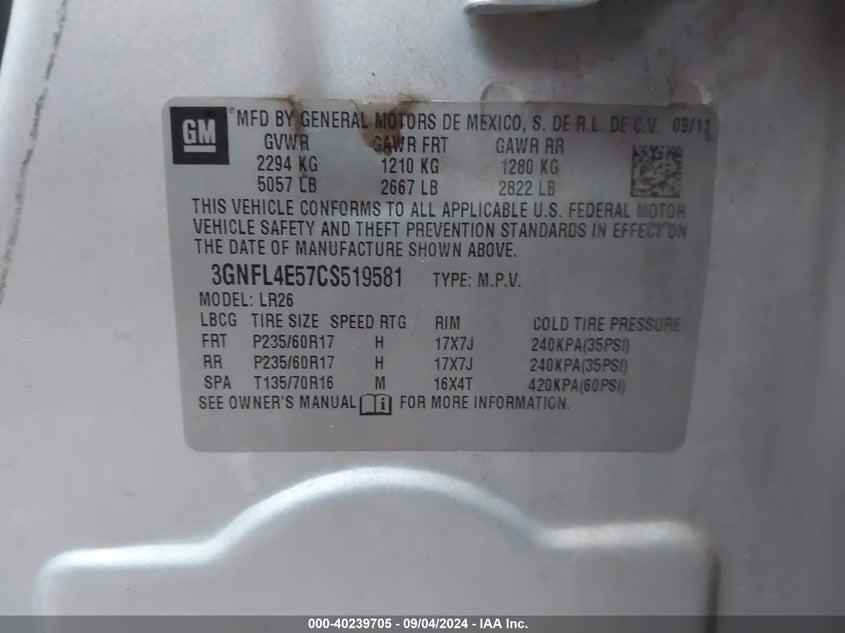 GM MFD BY GENERAL MOTORS DE MEXICO, S. DE R.L. DE C.V. 09/11
GVWR GAWR FRT GAWR RR
2294 KG 1210 KG 1280 KG
5057 LB 2667 LB 2822 LB
THIS VEHICLE CONFORMS TO ALL APPLICABLE U.S. FEDERAL MOTOR
VEHICLE SAFETY AND THEFT PREVENTION STANDARDS IN EFFECT ON
THE DATE OF MANUFACTURE SHOWN ABOVE.
3GNFL4E57CS519581 TYPE: M.P.V.
MODEL: LR26
LBCG TIRE SIZE SPEED RTG RIM COLD TIRE PRESSURE
FRT P235/60R17 H 17X7J 240KPA(35PSI)
RR P235/60R17 H 17X7J 240KPA(35PSI)
SPA T135/70R16 M 16X4T 420KPA(60PSI)
SEE OWNER'S MANUAL i FOR MORE INFORMATION.
000-40239705 - 09/04/2024 - IAA Inc.